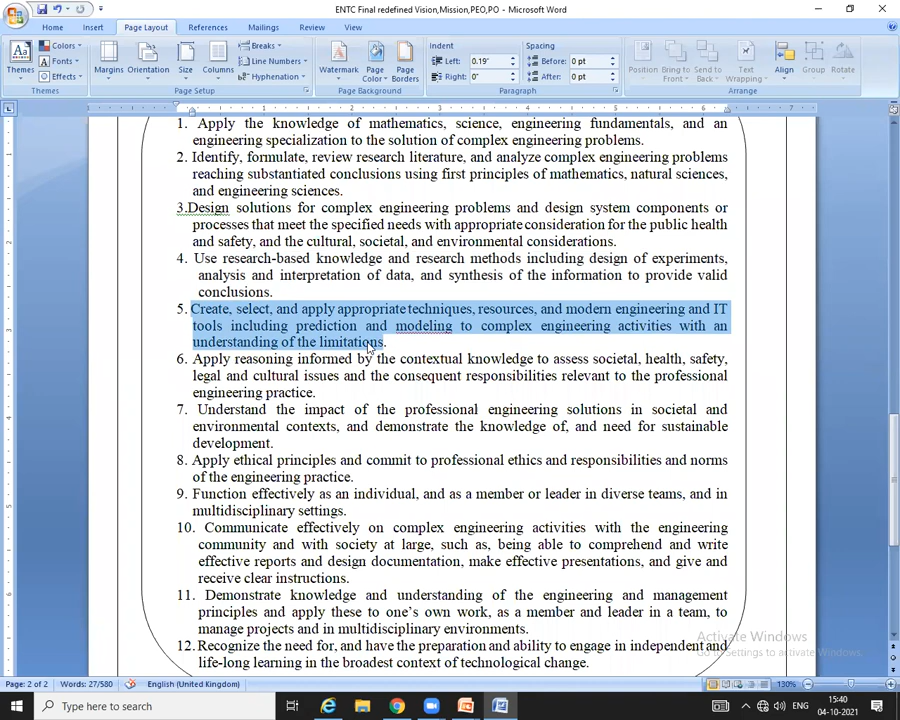 ENTC Final redefined Vision,Mission,PEO,PO - Microsoft Word
Home Insert Page Layout References Mailings Review View
Themes Colors Fonts Effects Themes
Margins Orientation Size Columns Breaks Line Numbers Hyphenation Page Setup
Watermark Page Color Page Borders Page Background
Indent Left: 0.19" Right: 0" Spacing Before: 0 pt After: 0 pt Paragraph
Position Bring to Front Send to Back Text Wrapping Align Group Rotate Arrange
1 2 3 4 5 6 7
1. Apply the knowledge of mathematics, science, engineering fundamentals, and an
engineering specialization to the solution of complex engineering problems.
2. Identify, formulate, review research literature, and analyze complex engineering problems
reaching substantiated conclusions using first principles of mathematics, natural sciences,
and engineering sciences.
3.Design solutions for complex engineering problems and design system components or
processes that meet the specified needs with appropriate consideration for the public health
and safety, and the cultural, societal, and environmental considerations.
4. Use research-based knowledge and research methods including design of experiments,
analysis and interpretation of data, and synthesis of the information to provide valid
conclusions.
5. Create, select, and apply appropriate techniques, resources, and modern engineering and IT
tools including prediction and modeling to complex engineering activities with an
understanding of the limitations.
6. Apply reasoning informed by the contextual knowledge to assess societal, health, safety,
legal and cultural issues and the consequent responsibilities relevant to the professional
engineering practice.
7. Understand the impact of the professional engineering solutions in societal and
environmental contexts, and demonstrate the knowledge of, and need for sustainable
development.
8. Apply ethical principles and commit to professional ethics and responsibilities and norms
of the engineering practice.
9. Function effectively as an individual, and as a member or leader in diverse teams, and in
multidisciplinary settings.
10. Communicate effectively on complex engineering activities with the engineering
community and with society at large, such as, being able to comprehend and write
effective reports and design documentation, make effective presentations, and give and
receive clear instructions.
11. Demonstrate knowledge and understanding of the engineering and management
principles and apply these to one's own work, as a member and leader in a team, to
manage projects and in multidisciplinary environments.
12. Recognize the need for, and have the preparation and ability to engage in independent and
life-long learning in the broadest context of technological change.
Activate Windows
Go to Settings to activate Windows.
Page: 2 of 2 Words: 27/580 English (United Kingdom) 130%
Type here to search
ENG 15:40
04-10-2021